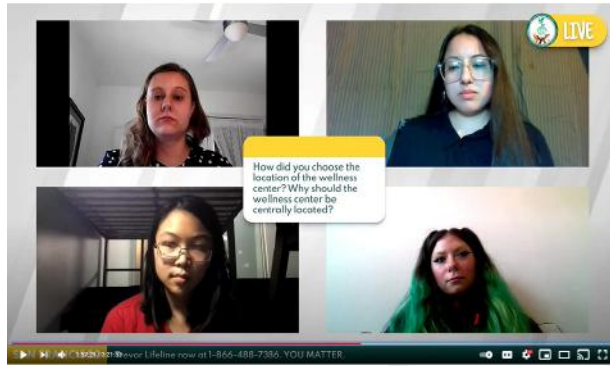 LIVE
How did you choose the
location of the wellness
center? Why should the
wellness center be
centrally located?
revor Lifeline now at 1-866-488-7386. YOU MATTER.